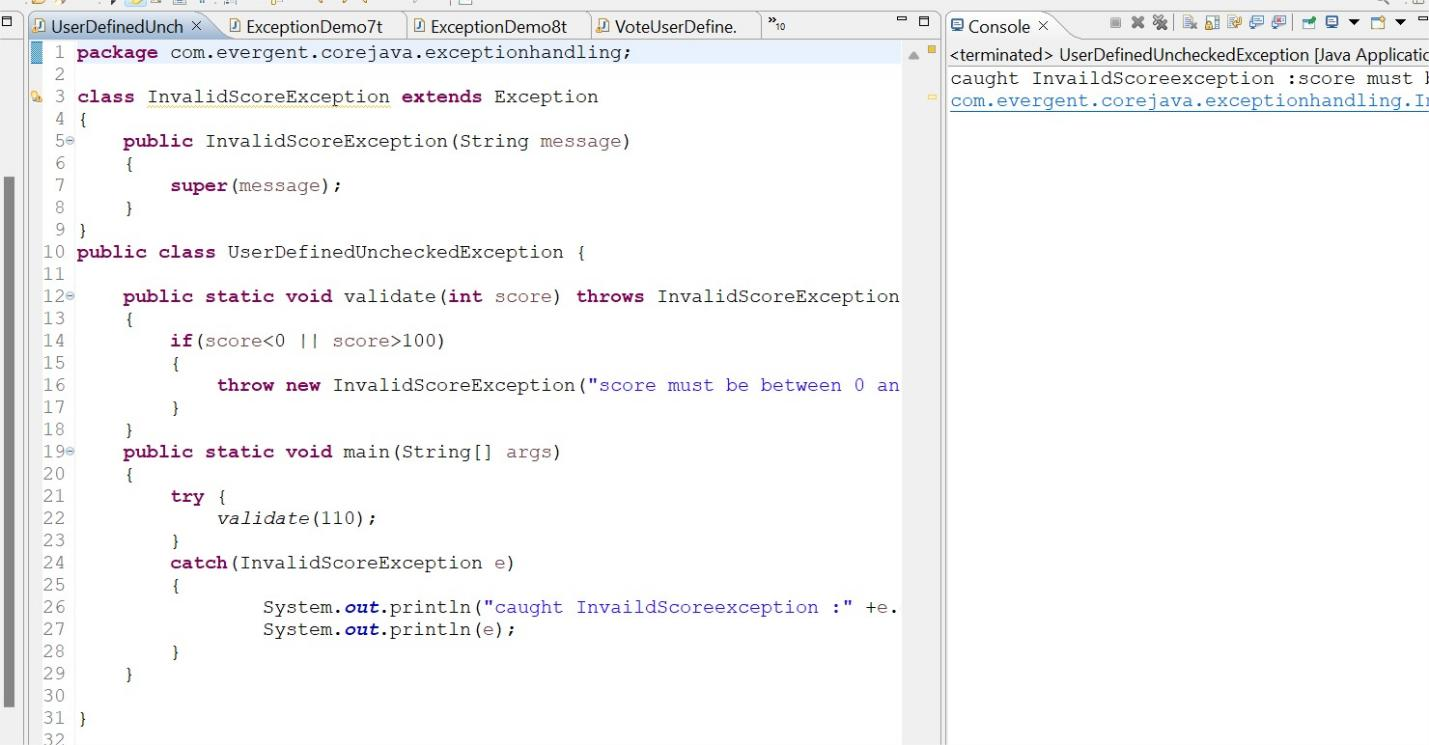 UserDefinedUnch
ExceptionDemo7t
ExceptionDemo8t
VoteUserDefine.
»10
1 package com.evergent.corejava.exceptionhandling;
2
3 class InvalidScoreException extends Exception
4 {
5 public InvalidScoreException(String message)
6 {
7 super(message);
8 }
9 }
10 public class UserDefinedUncheckedException {
11
12 public static void validate(int score) throws InvalidScoreException
13 {
14 if(score<0 || score>100)
15 {
16 throw new InvalidScoreException("score must be between 0 an
17 }
18 }
19 public static void main(String[] args)
20 {
21 try {
22 validate(110);
23 }
24 catch(InvalidScoreException e)
25 {
26 System.out.println("caught InvaildScoreexception :" +e.
27 System.out.println(e);
28 }
29 }
30
31 }
32
Console
<terminated> UserDefinedUncheckedException [Java Applicatio
caught InvaildScoreexception :score must
com.evergent.corejava.exceptionhandling.In